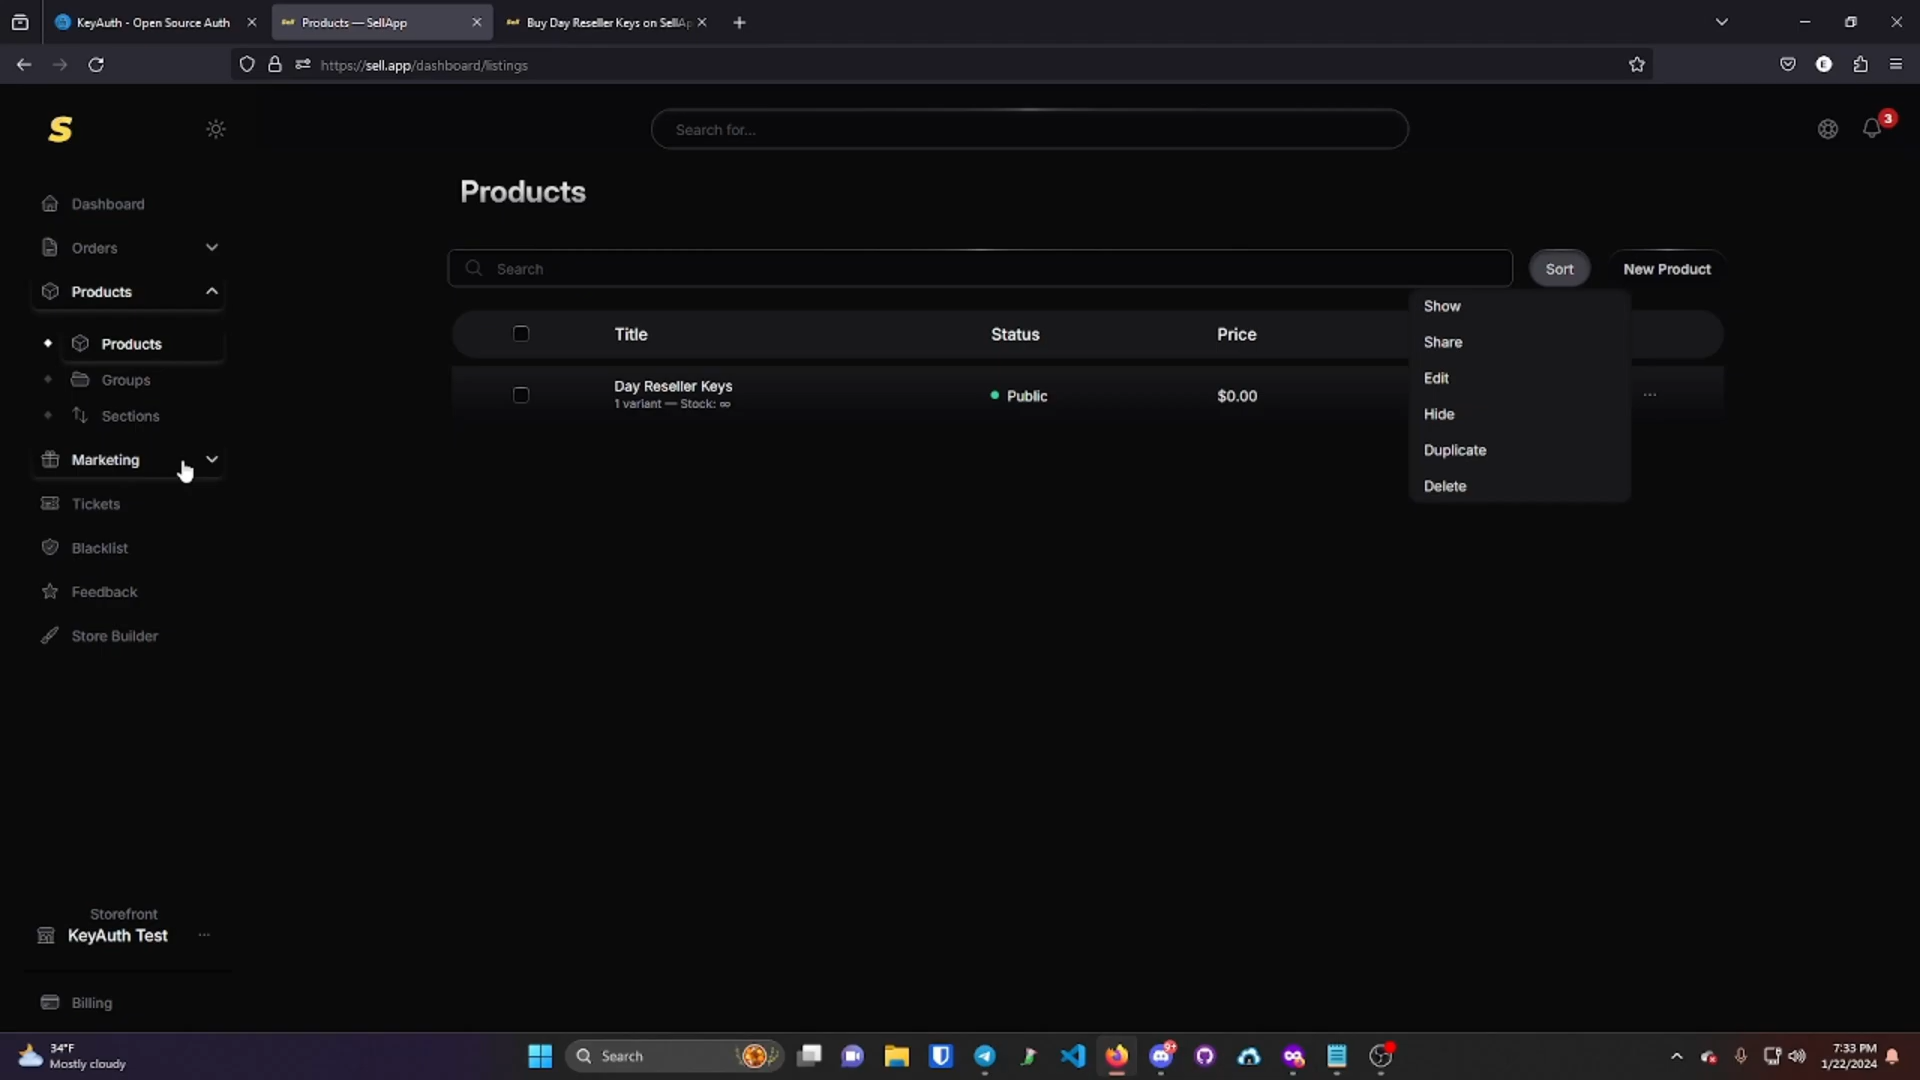 KeyAuth - Open Source Auth
Products — SellApp
Buy Day Reseller Keys on SellAp
https://sell.app/dashboard/listings
S
Search for...
3
Dashboard
Orders
Products
Products
Groups
Sections
Marketing
Tickets
Blacklist
Feedback
Store Builder
Storefront
KeyAuth Test
...
Billing
Products
Search
Sort
New Product
Title
Status
Price
Day Reseller Keys
1 variant — Stock: ∞
Public
$0.00
...
Show
Share
Edit
Hide
Duplicate
Delete
34°F
Mostly cloudy
Search
9+
7:33 PM
1/22/2024